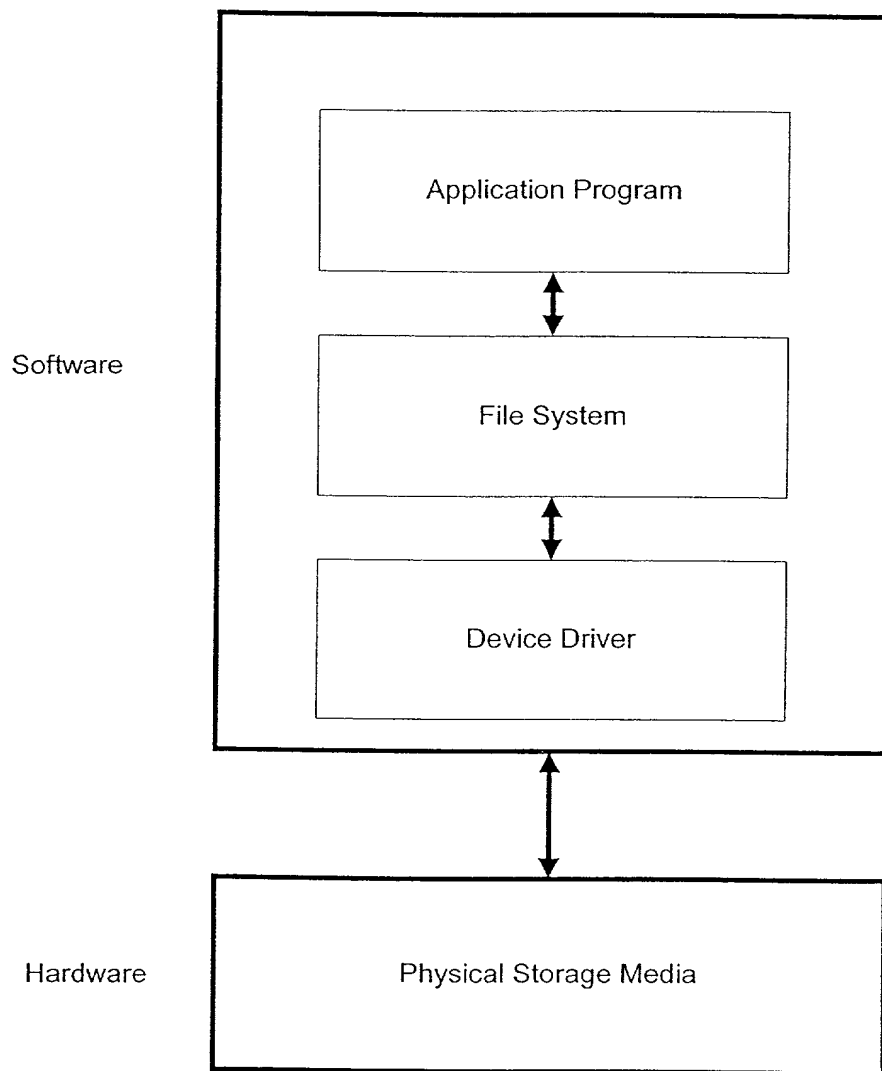 Application Program
Software
File System
Device Driver
Hardware
Physical Storage Media